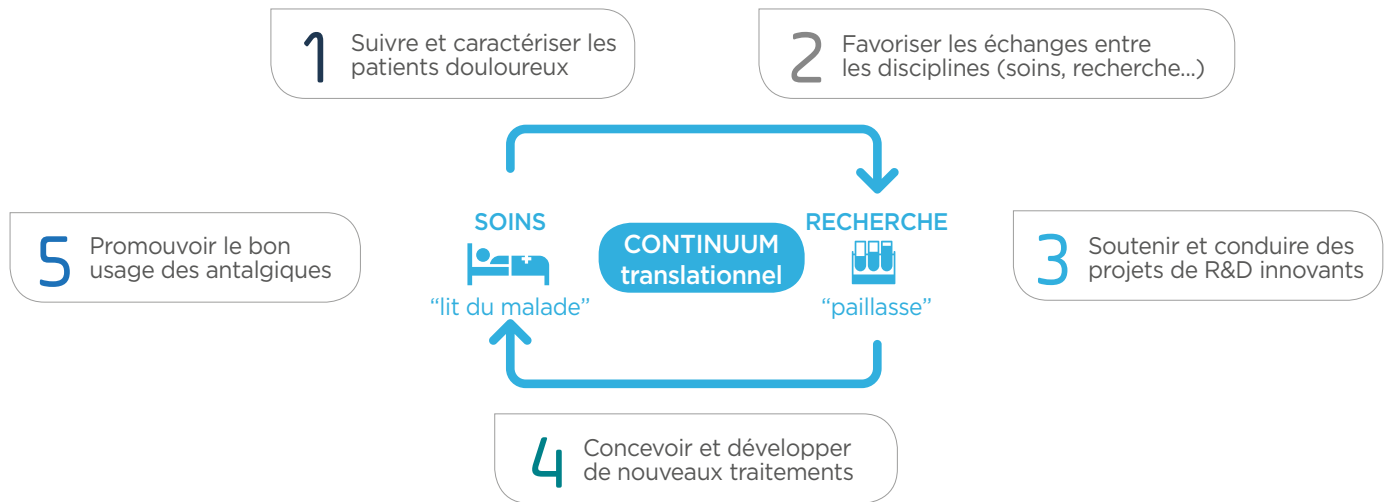 1
Suivre et caractériser les
patients douloureux
2
Favoriser les échanges entre
les disciplines (soins, recherche...)
SOINS
“lit du malade”
CONTINUUM
translationnel
RECHERCHE
“paillasse”
3
Soutenir et conduire des
projets de R&D innovants
4
Concevoir et développer
de nouveaux traitements
5
Promouvoir le bon
usage des antalgiques